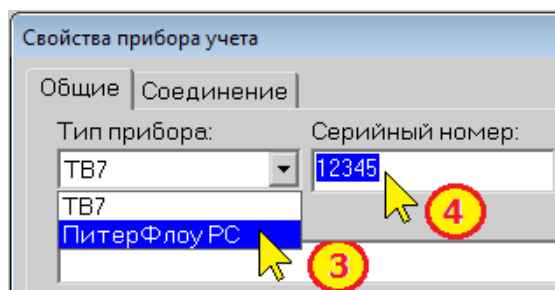 Свойства прибора учета
Общие Соединение
Тип прибора: Серийный номер:
ТВ7 12345
ТВ7 4
ПитерФлоу РС
3